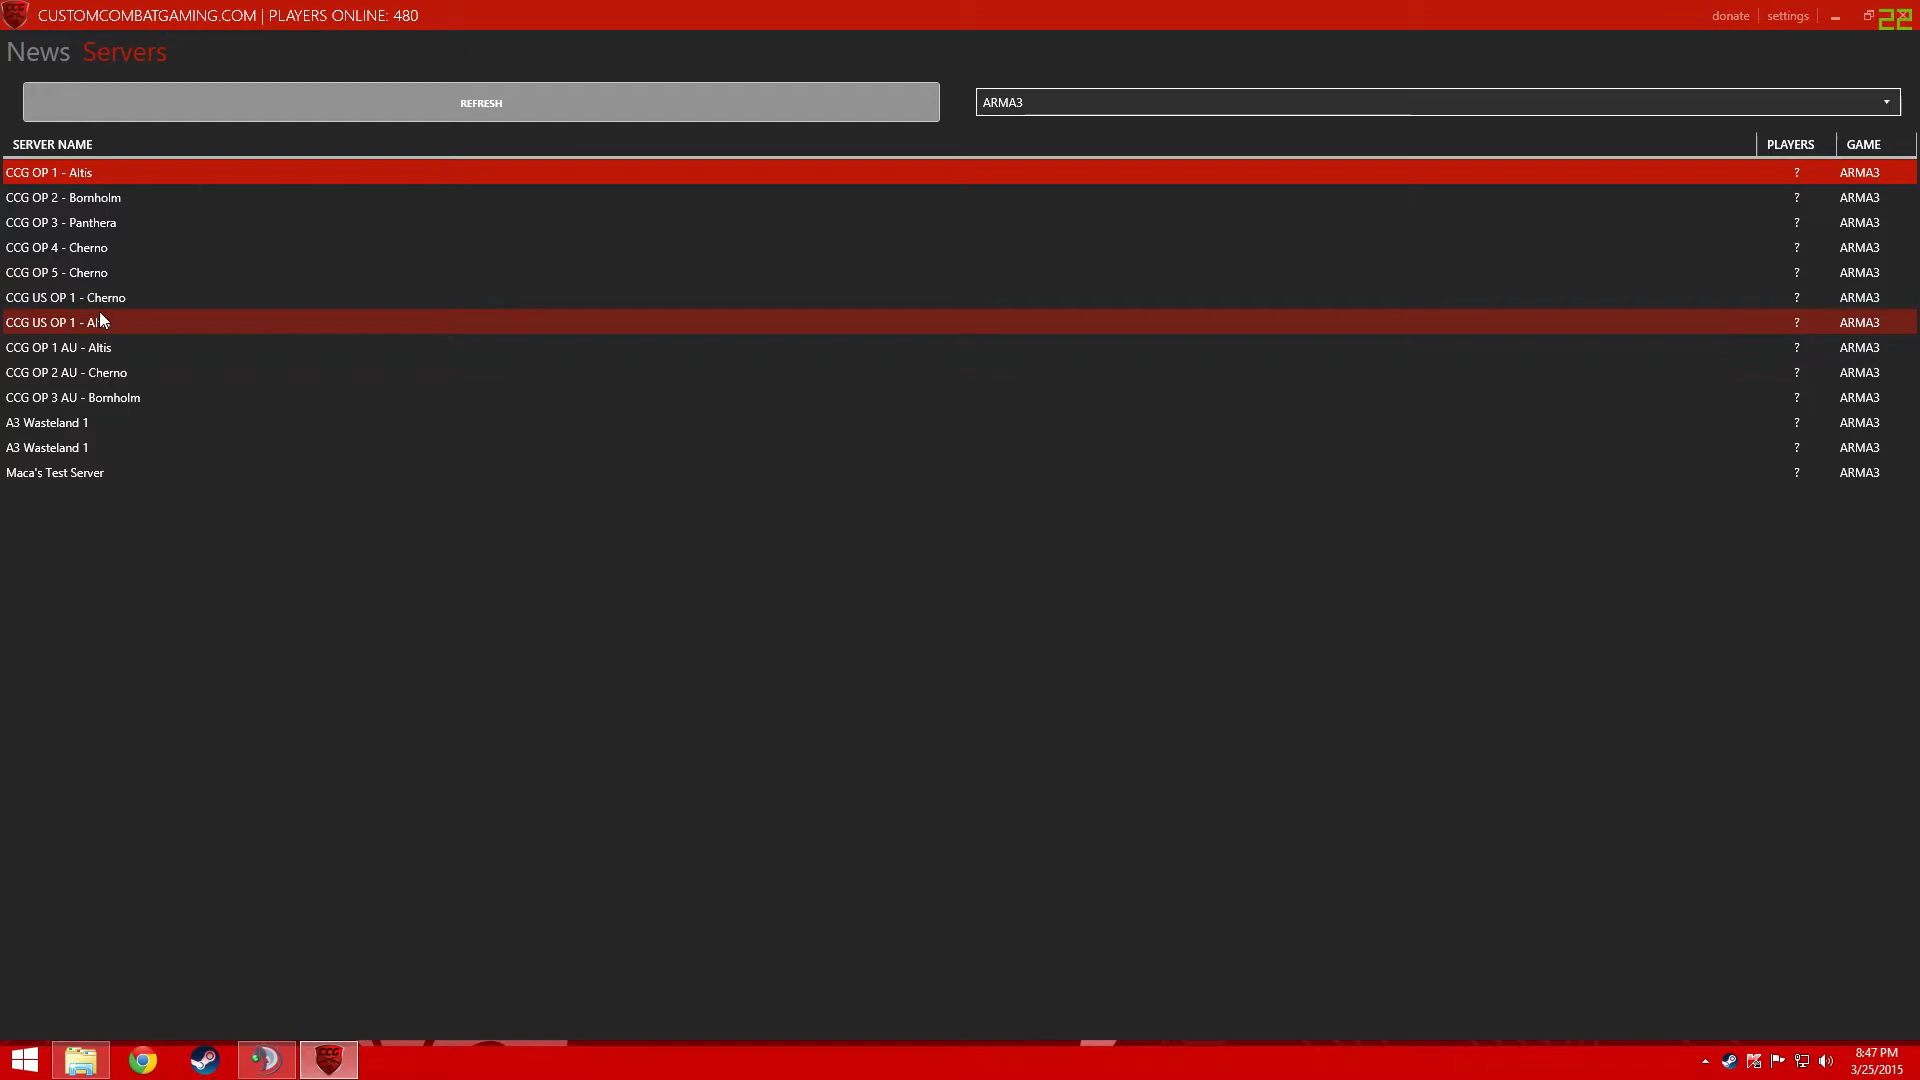 CUSTOMCOMBATGAMING.COM | PLAYERS ONLINE: 480
donate settings
22
News Servers
REFRESH
ARMA3
SERVER NAME PLAYERS GAME
CCG OP 1 - Altis ? ARMA3
CCG OP 2 - Bornholm ? ARMA3
CCG OP 3 - Panthera ? ARMA3
CCG OP 4 - Cherno ? ARMA3
CCG OP 5 - Cherno ? ARMA3
CCG US OP 1 - Cherno ? ARMA3
CCG US OP 1 - ? ARMA3
CCG OP 1 AU - Altis ? ARMA3
CCG OP 2 AU - Cherno ? ARMA3
CCG OP 3 AU - Bornholm ? ARMA3
A3 Wasteland 1 ? ARMA3
A3 Wasteland 1 ? ARMA3
Maca's Test Server ? ARMA3
CCG
8:47 PM
3/25/2015